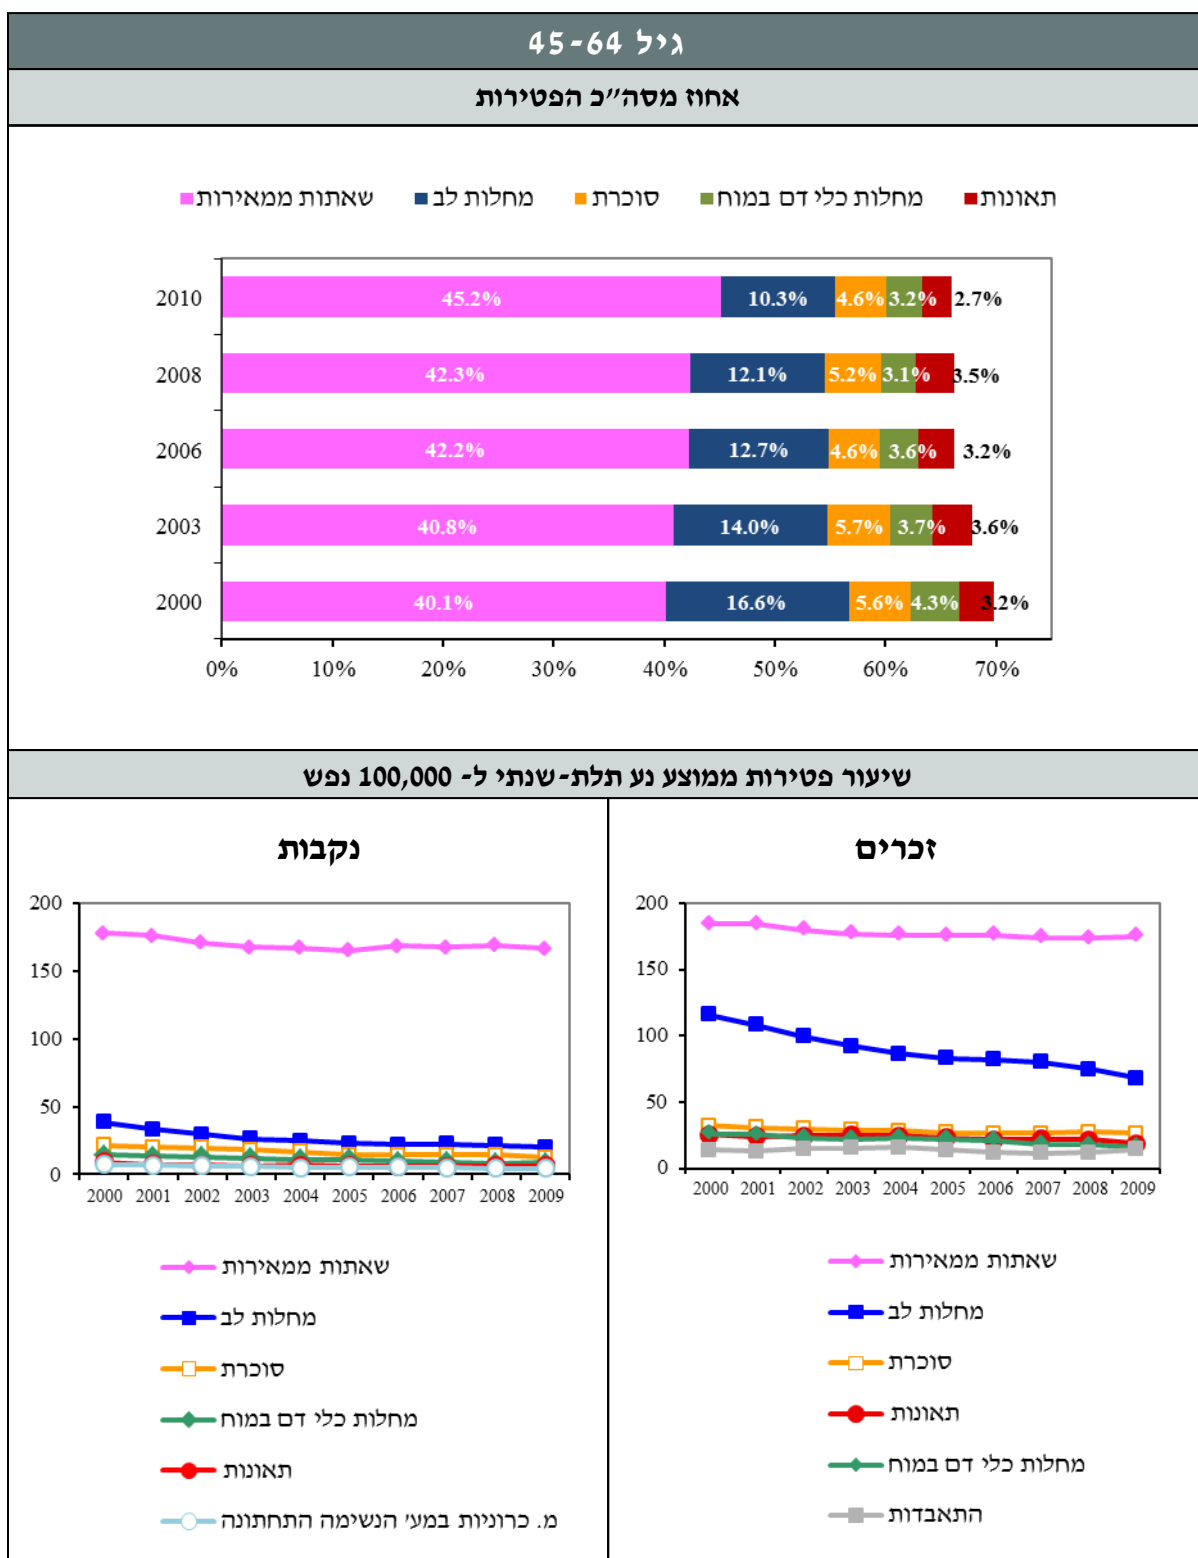 גיל 45-64
אחוז מסה"כ הפטירות
שאתות ממאירות מחלות לב סוכרת מחלות כלי דם במוח תאונות
2010 45.2% 10.3% 4.6% 3.2% 2.7%
2008 42.3% 12.1% 5.2% 3.1% 3.5%
2006 42.2% 12.7% 4.6% 3.6% 3.2%
2003 40.8% 14.0% 5.7% 3.7% 3.6%
2000 40.1% 16.6% 5.6% 4.3% 3.2%
0% 10% 20% 30% 40% 50% 60% 70%
שיעור פטירות ממוצע נע תלת-שנתי ל- 100,000 נפש
זכרים
200
150
100
50
0
2000 2001 2002 2003 2004 2005 2006 2007 2008 2009
שאתות ממאירות
מחלות לב
סוכרת
תאונות
מחלות כלי דם במוח
התאבדות
נקבות
200
150
100
50
0
2000 2001 2002 2003 2004 2005 2006 2007 2008 2009
שאתות ממאירות
מחלות לב
סוכרת
מחלות כלי דם במוח
תאונות
מ. כרוניות במע' הנשימה התחתונה